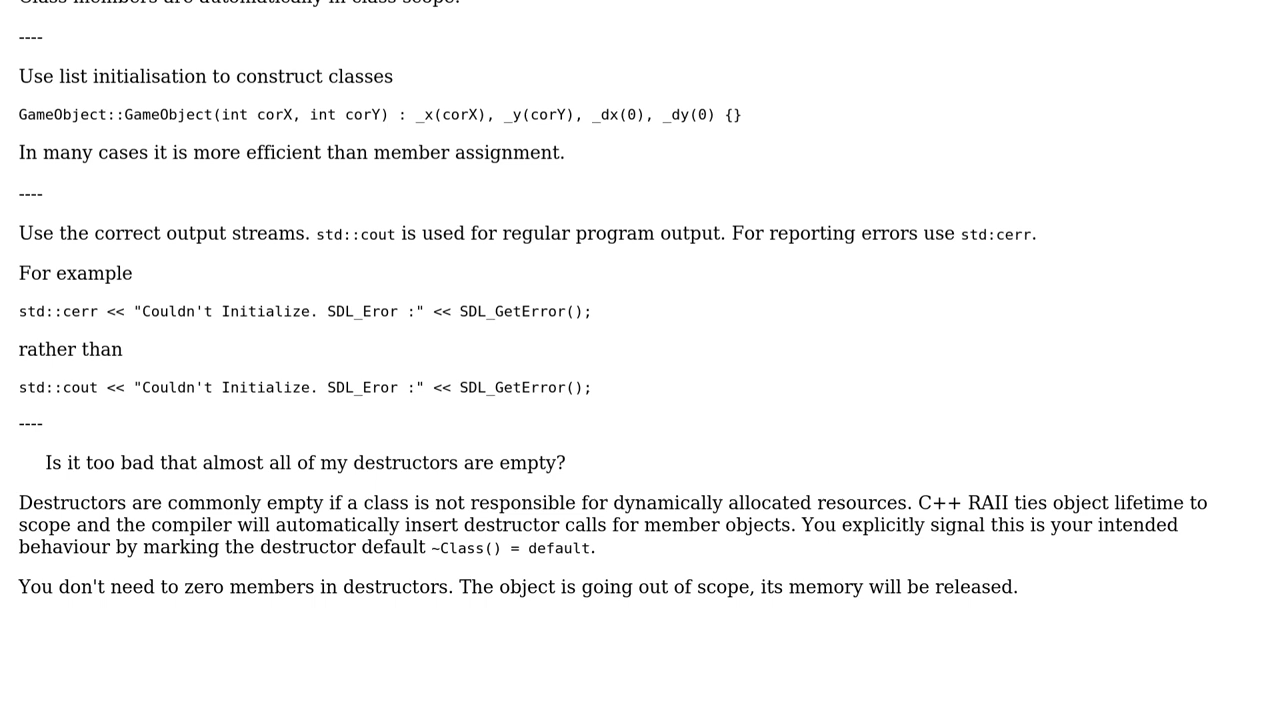 Class members are automatically in class scope.
----
Use list initialisation to construct classes
GameObject::GameObject(int corX, int corY) : _x(corX), _y(corY), _dx(0), _dy(0) {}
In many cases it is more efficient than member assignment.
----
Use the correct output streams. std::cout is used for regular program output. For reporting errors use std:cerr.
For example
std::cerr << "Couldn't Initialize. SDL_Eror :" << SDL_GetError();
rather than
std::cout << "Couldn't Initialize. SDL_Eror :" << SDL_GetError();
----
Is it too bad that almost all of my destructors are empty?
Destructors are commonly empty if a class is not responsible for dynamically allocated resources. C++ RAII ties object lifetime to
scope and the compiler will automatically insert destructor calls for member objects. You explicitly signal this is your intended
behaviour by marking the destructor default ~Class() = default.
You don't need to zero members in destructors. The object is going out of scope, its memory will be released.